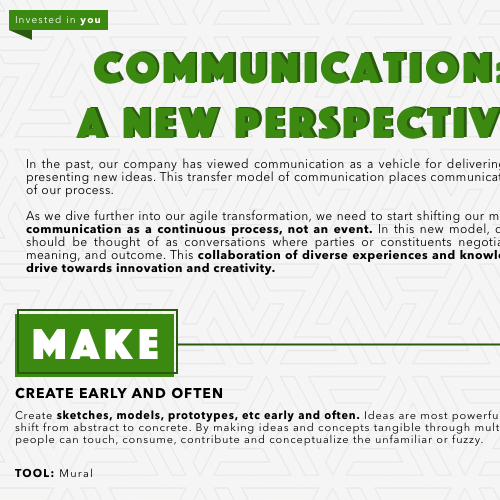 Invested in you
COMMUNICATION:
A NEW PERSPECTIV
In the past, our company has viewed communication as a vehicle for delivering
presenting new ideas. This transfer model of communication places communicat
of our process.
As we dive further into our agile transformation, we need to start shifting our m
communication as a continuous process, not an event. In this new model, c
should be thought of as conversations where parties or constituents negotia
meaning, and outcome. This collaboration of diverse experiences and knowle
drive towards innovation and creativity.
MAKE
CREATE EARLY AND OFTEN
Create sketches, models, prototypes, etc early and often. Ideas are most powerfu
shift from abstract to concrete. By making ideas and concepts tangible through mult
people can touch, consume, contribute and conceptualize the unfamiliar or fuzzy.
TOOL: Mural